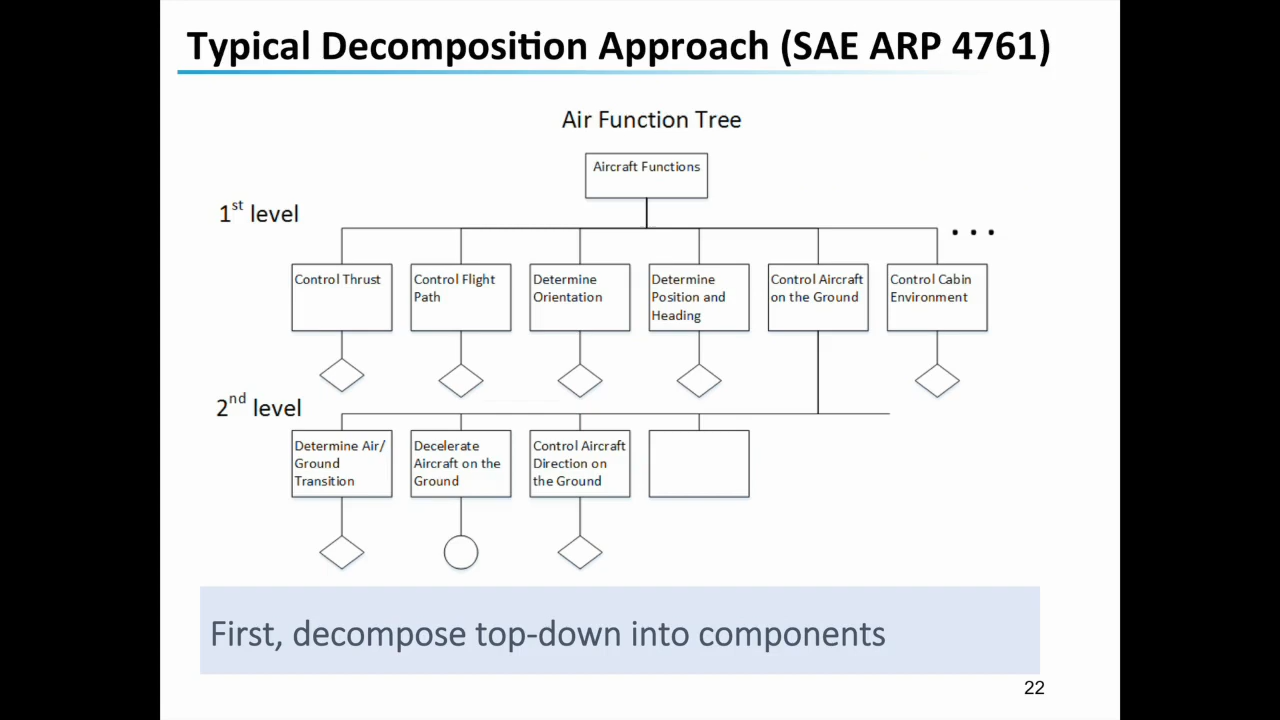 Typical Decomposition Approach (SAE ARP 4761)
Air Function Tree
Aircraft Functions
1st level
Control Thrust
Control Flight
Path
Determine
Orientation
Determine
Position and
Heading
Control Aircraft
on the Ground
Control Cabin
Environment
2nd level
Determine Air/
Ground
Transition
Decelerate
Aircraft on the
Ground
Control Aircraft
Direction on
the Ground
First, decompose top-down into components
22